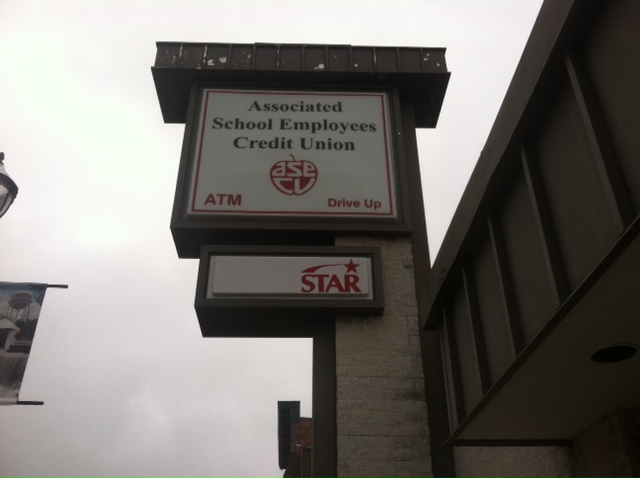 Associated
School Employees
Credit Union
ase
cu
ATM Drive Up
STAR